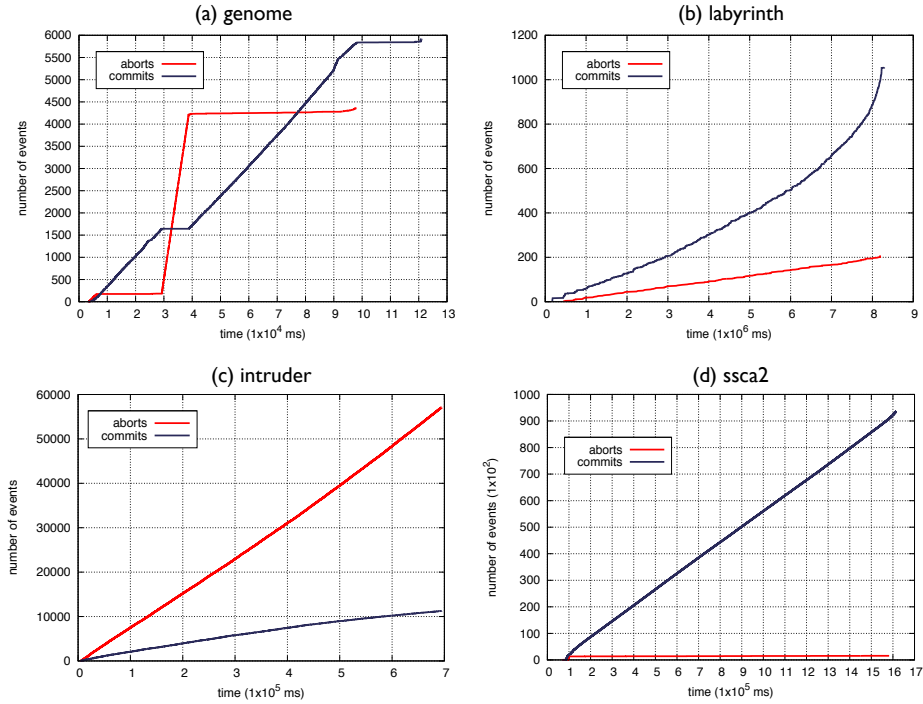 (a) genome
number of events
6000
5500
5000
4500
4000
3500
3000
2500
2000
1500
1000
500
0
aborts
commits
0 1 2 3 4 5 6 7 8 9 10 11 12 13
time (1x10^4 ms)
(b) labyrinth
number of events
1200
1000
800
600
400
200
0
aborts
commits
0 1 2 3 4 5 6 7 8 9
time (1x10^6 ms)
(c) intruder
number of events
60000
50000
40000
30000
20000
10000
0
aborts
commits
0 1 2 3 4 5 6 7
time (1x10^5 ms)
(d) ssca2
number of events (1x10^2)
1000
900
800
700
600
500
400
300
200
100
0
aborts
commits
0 1 2 3 4 5 6 7 8 9 10 11 12 13 14 15 16 17
time (1x10^5 ms)